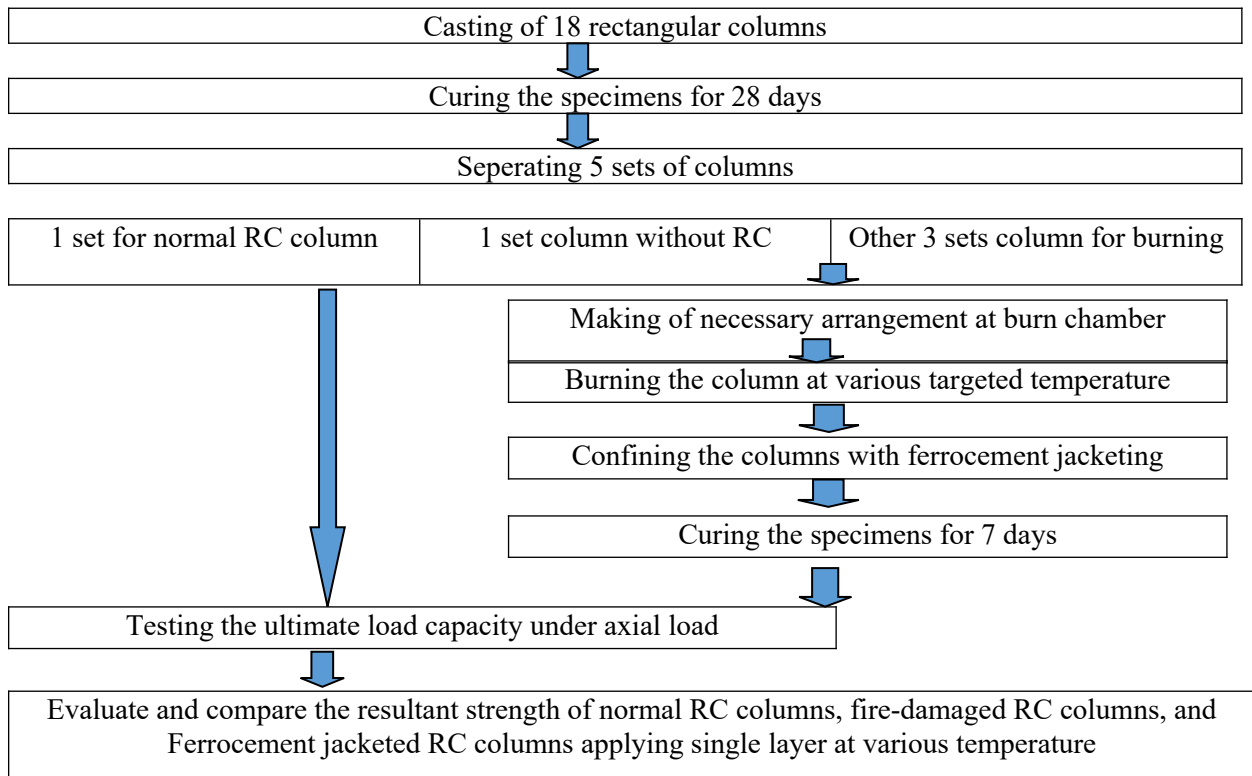 Casting of 18 rectangular columns
Curing the specimens for 28 days
Seperating 5 sets of columns
1 set for normal RC column
1 set column without RC
Other 3 sets column for burning
Making of necessary arrangement at burn chamber
Burning the column at various targeted temperature
Confining the columns with ferrocement jacketing
Curing the specimens for 7 days
Testing the ultimate load capacity under axial load
Evaluate and compare the resultant strength of normal RC columns, fire-damaged RC columns, and
Ferrocement jacketed RC columns applying single layer at various temperature